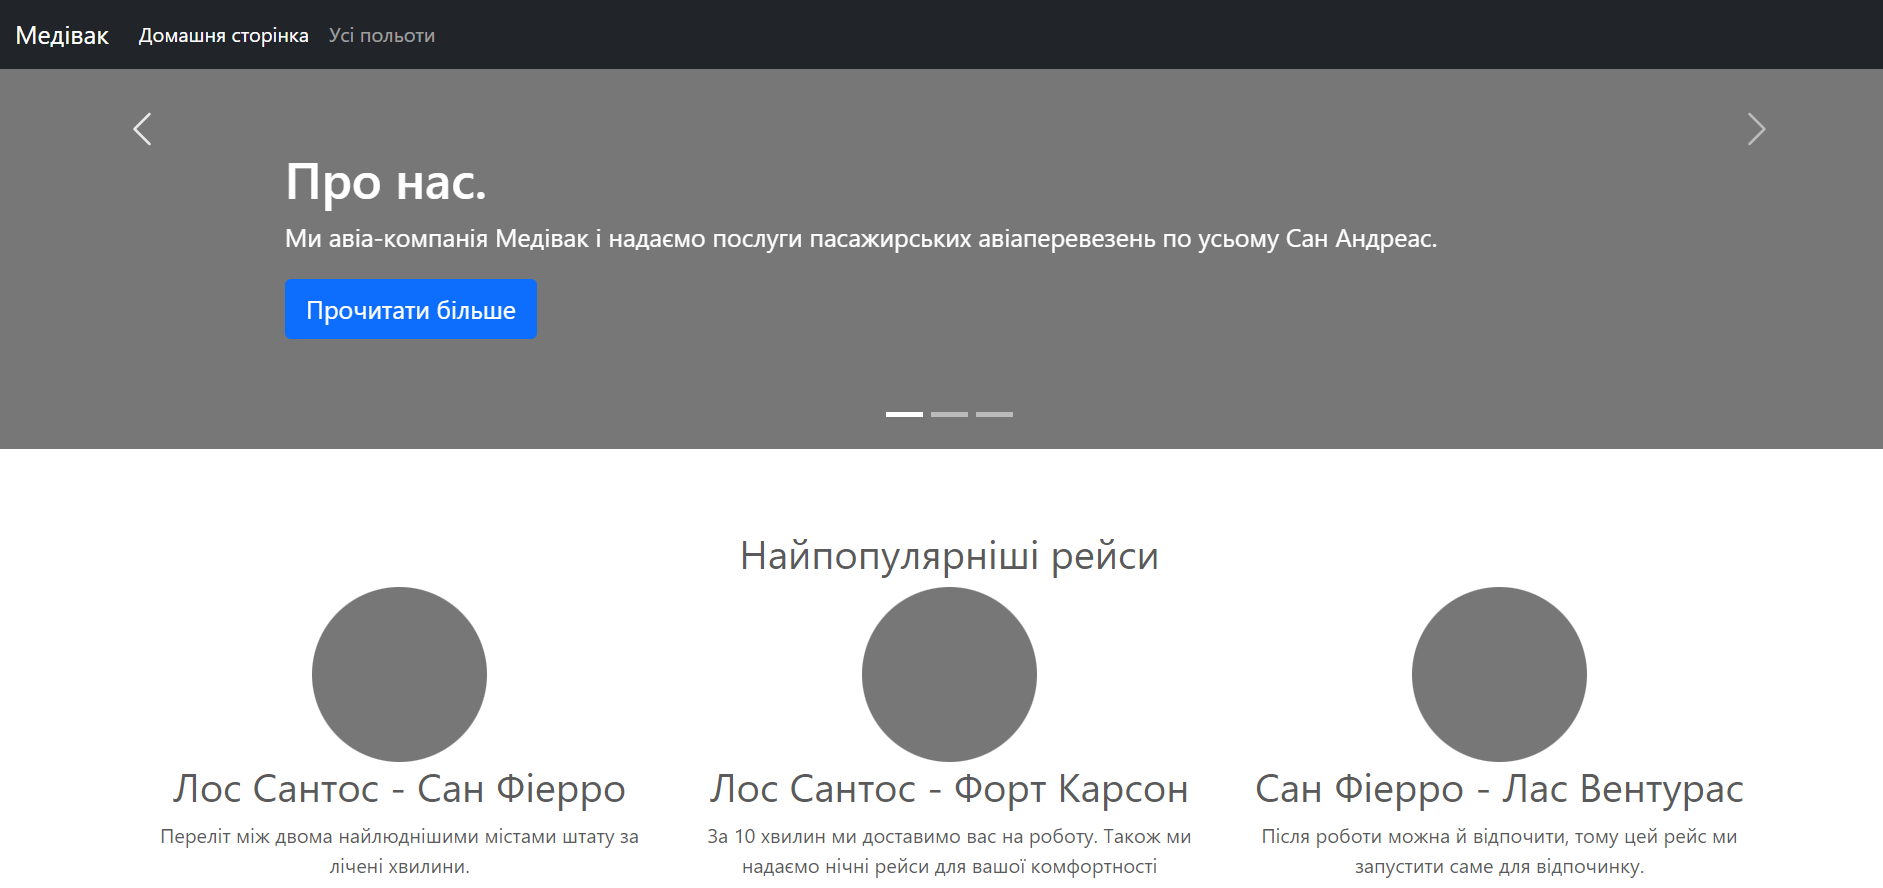 Медівак Домашня сторінка Усі польоти
Про нас.
Ми авіа-компанія Медівак і надаємо послуги пасажирських авіаперевезень по усьому Сан Андреас.
Прочитати більше
Найпопулярніші рейси
Лос Сантос - Сан Фіерро
Переліт між двома найлюднішими містами штату за
лічені хвилини.
Лос Сантос - Форт Карсон
За 10 хвилин ми доставимо вас на роботу. Також ми
надаємо нічні рейси для вашої комфортності
Сан Фіерро - Лас Вентурас
Після роботи можна й відпочити, тому цей рейс ми
запустити саме для відпочинку.